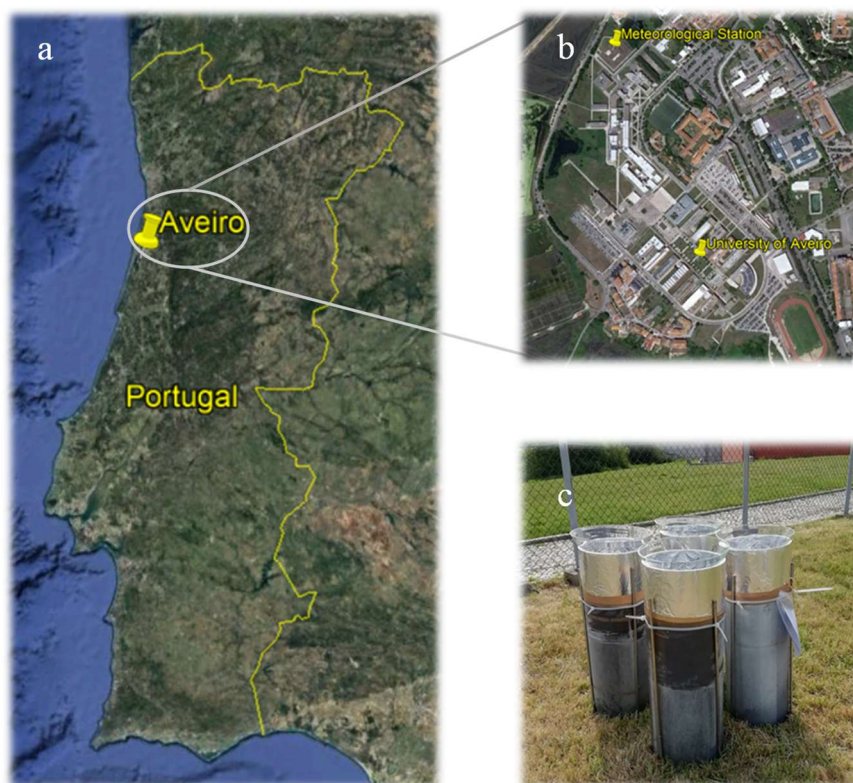 a
Aveiro
Portugal
b
Meteorological Station
University of Aveiro
c